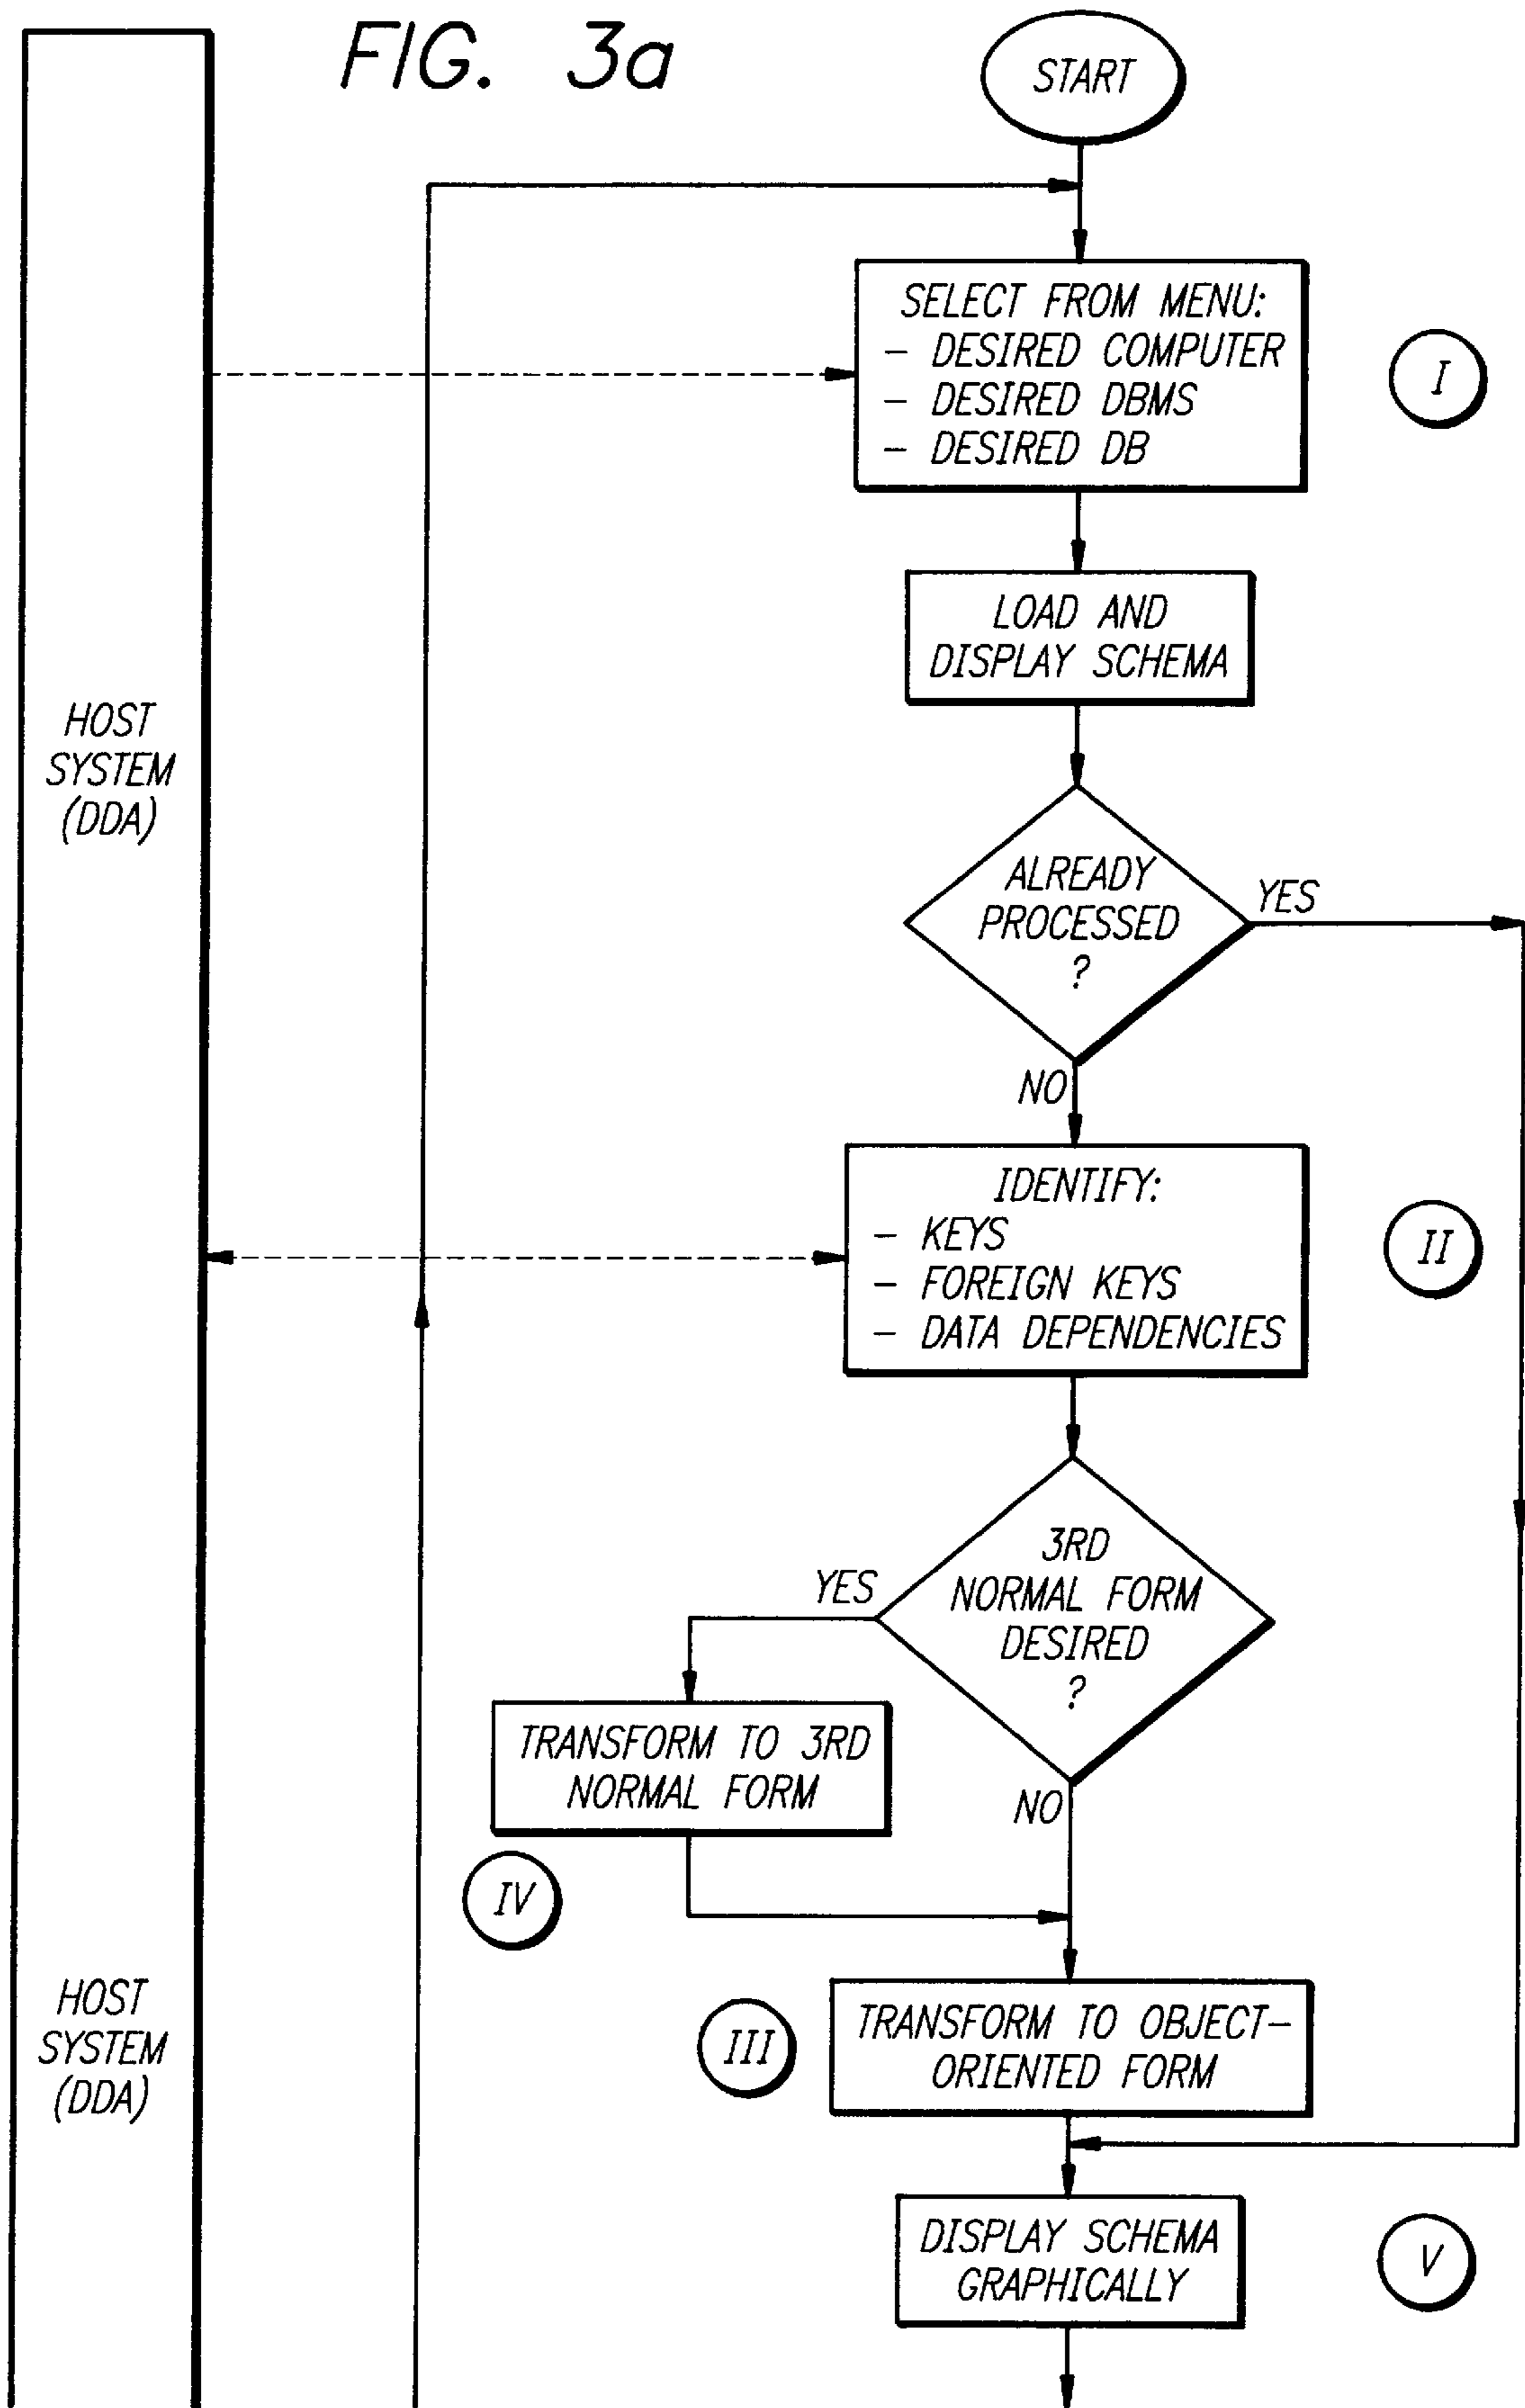 FIG. 3a
START
SELECT FROM MENU:
- DESIRED COMPUTER
- DESIRED DBMS
- DESIRED DB
I
LOAD AND
DISPLAY SCHEMA
HOST
SYSTEM
(DDA)
ALREADY
PROCESSED
?
YES
NO
IDENTIFY:
- KEYS
- FOREIGN KEYS
- DATA DEPENDENCIES
II
3RD
NORMAL FORM
DESIRED
?
YES
NO
TRANSFORM TO 3RD
NORMAL FORM
IV
HOST
SYSTEM
(DDA)
III
TRANSFORM TO OBJECT-
ORIENTED FORM
DISPLAY SCHEMA
GRAPHICALLY
V